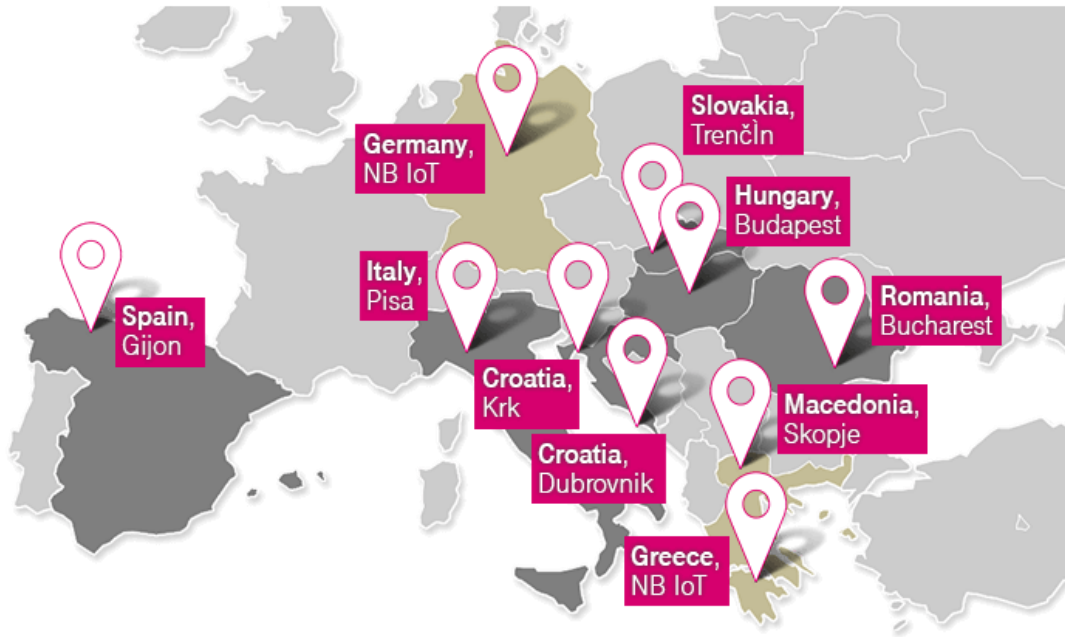 Slovakia,
TrenčÌn
Germany,
NB IoT
Hungary,
Budapest
Italy,
Pisa
Romania,
Bucharest
Spain,
Gijon
Croatia,
Krk
Macedonia,
Skopje
Croatia,
Dubrovnik
Greece,
NB IoT